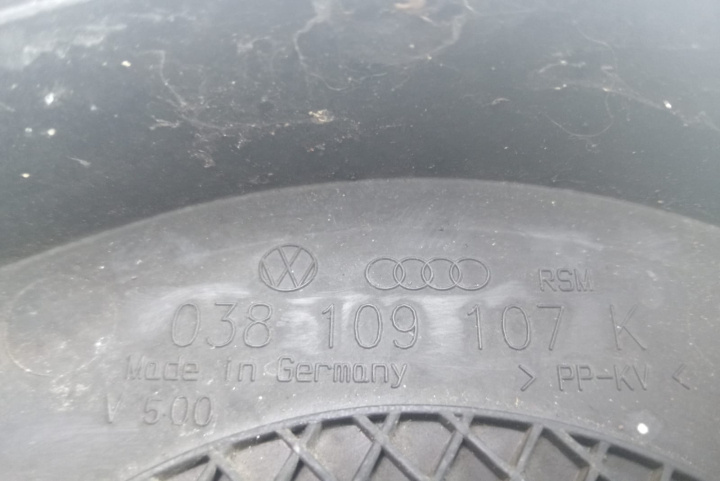 RSM
038 109 107 K
Made in Germany > PP-KV <
V 500